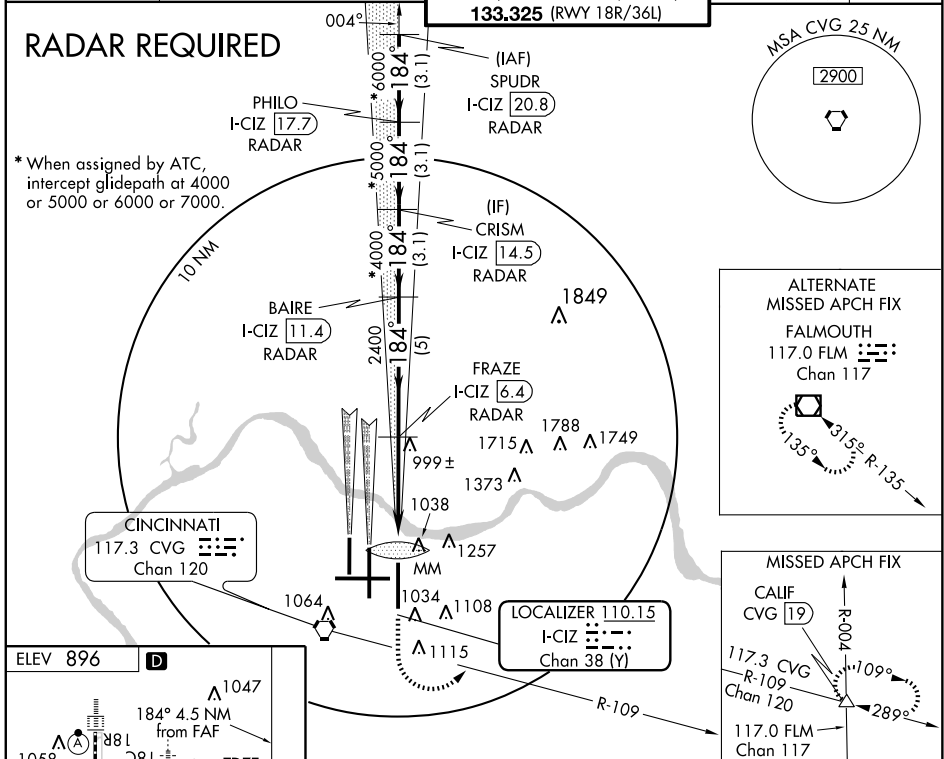 133.325 (RWY 18R/36L)
RADAR REQUIRED
004°
*6000
184°
(3.1)
(IAF)
SPUDR
I-CIZ 20.8
RADAR
PHILO
I-CIZ 17.7
RADAR
MSA CVG 25 NM
2900
* When assigned by ATC,
intercept glidepath at 4000
or 5000 or 6000 or 7000.
*5000
184°
(3.1)
(IF)
CRISM
I-CIZ 14.5
RADAR
10 NM
*4000
184°
(3.1)
BAIRE
I-CIZ 11.4
RADAR
1849
2400
184°
(5)
FRAZE
I-CIZ 6.4
RADAR
ALTERNATE
MISSED APCH FIX
FALMOUTH
117.0 FLM
Chan 117
315°
R-135
135°
1715
1788
1749
999 ±
1373
1038
CINCINNATI
117.3 CVG
Chan 120
MM
1257
1064
1034
1108
1115
LOCALIZER 110.15
I-CIZ
Chan 38 (Y)
R-109
MISSED APCH FIX
CALIF
CVG 19
R-004
117.3 CVG
R-109
Chan 120
109°
289°
117.0 FLM
Chan 117
ELEV 896
D
1047
184° 4.5 NM
from FAF
A
18R
18C
1058